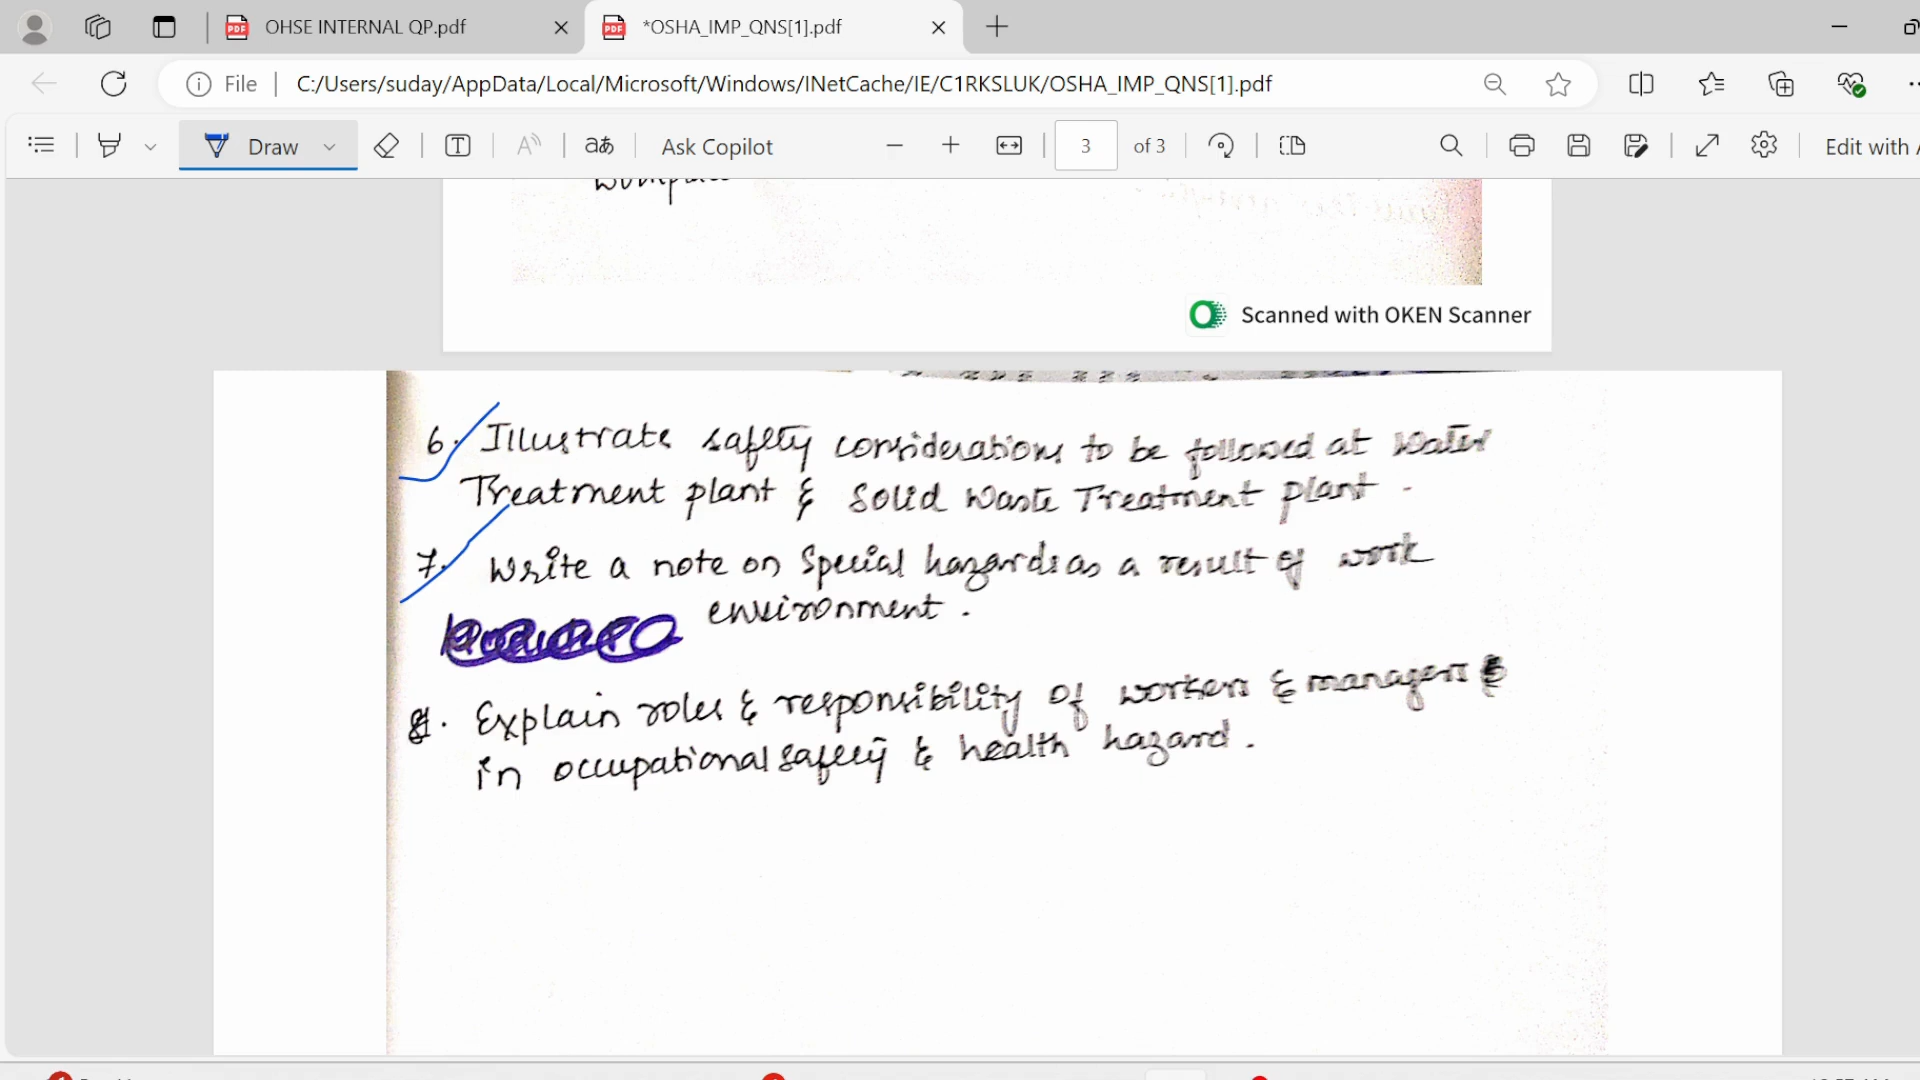 OHSE INTERNAL QP.pdf
*OSHA_IMP_QNS[1].pdf
File
C:/Users/suday/AppData/Local/Microsoft/Windows/INetCache/IE/C1RKSLUK/OSHA_IMP_QNS[1].pdf
Draw
Ask Copilot
3 of 3
Edit with
Scanned with OKEN Scanner
6. Illustrate safety considerations to be followed at Water
Treatment plant & Solid Waste Treatment plant.
7. Write a note on Special hazards as a result of work
environment.
8. Explain roles & responsibility of workers & managers
in occupational safety & health hazard.